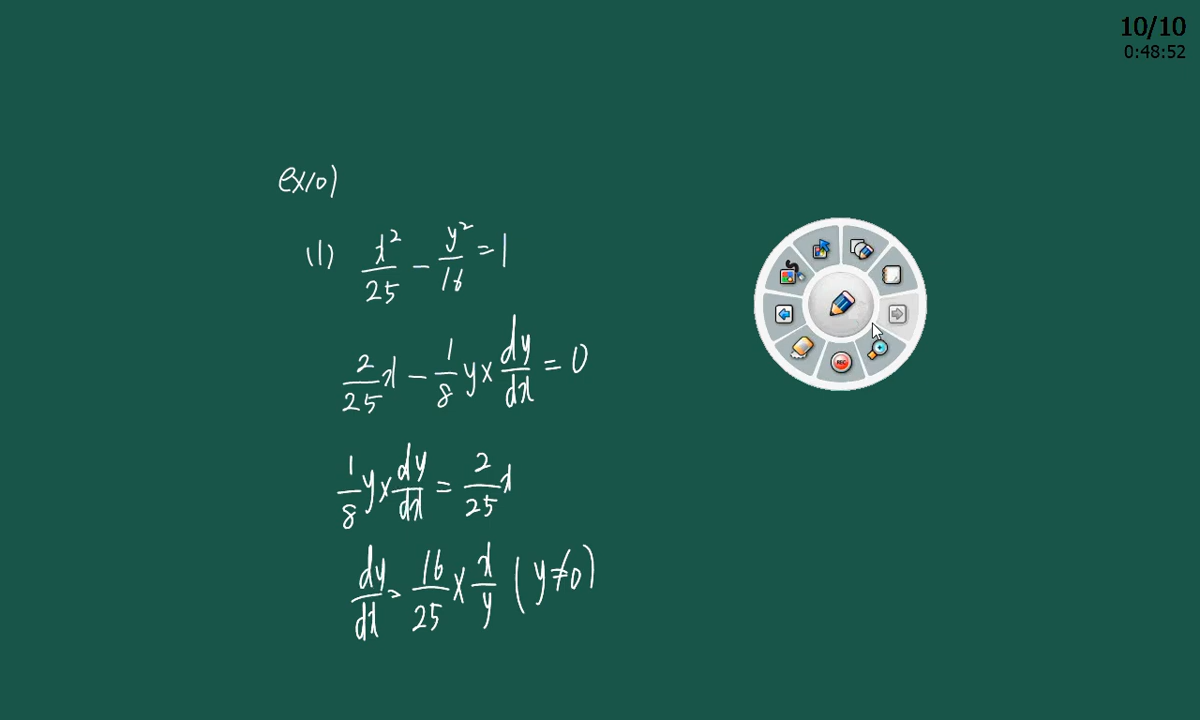 10/10
0:48:52
ex10)
(1) x²/25 - y²/16 = 1
2/25 x - 1/8 y × dy/dx = 0
1/8 y × dy/dx = 2/25 x
dy/dx = 16/25 × x/y (y≠0)
REC